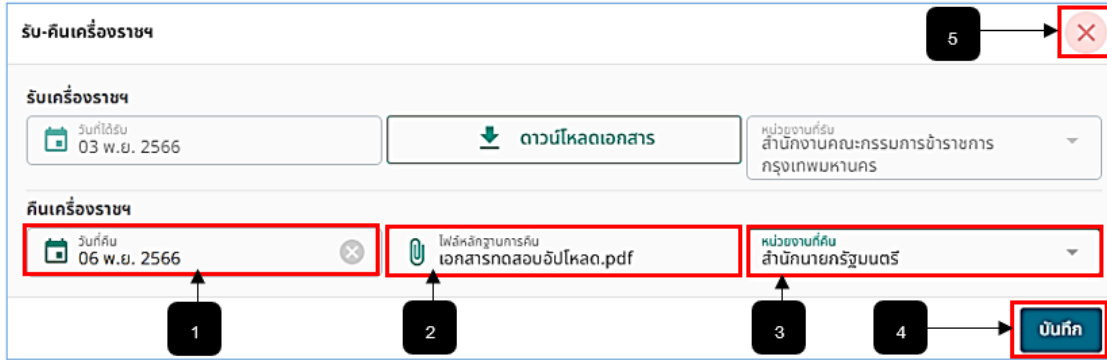 รับ-คืนเครื่องราชฯ
5
รับเครื่องราชฯ
วันที่ได้รับ
03 พ.ย. 2566
ดาวน์โหลดเอกสาร
หน่วยงานที่รับ
สำนักงานคณะกรรมการข้าราชการ
กรุงเทพมหานคร
คืนเครื่องราชฯ
วันที่คืน
06 พ.ย. 2566
ไฟล์หลักฐานการคืน
เอกสารทดสอบอัปโหลด.pdf
หน่วยงานที่คืน
สำนักนายกรัฐมนตรี
1
2
3
4
บันทึก